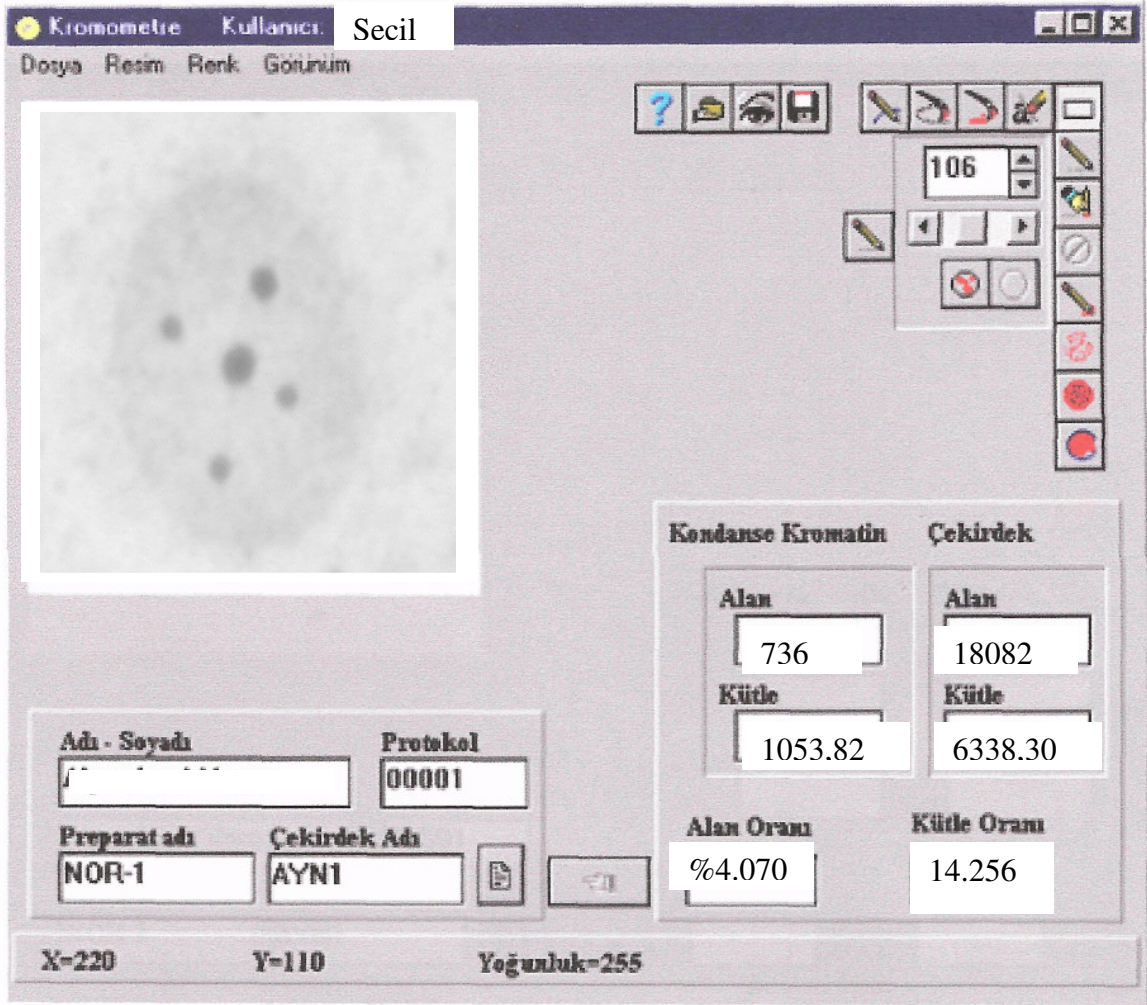 Kromometre Kullanıcı: Secil
Dosya Resim Renk Görünüm
106
Kondanse Kromatin Çekirdek
Alan Alan
736 18082
Kütle Kütle
1053,82 6338,30
Adı - Soyadı Protokol
00001
Preparat adı Çekirdek Adı
NOR-1 AYN1
Alan Oranı Kütle Oranı
%4.070 14.256
X=220 Y=110 Yoğunluk=255